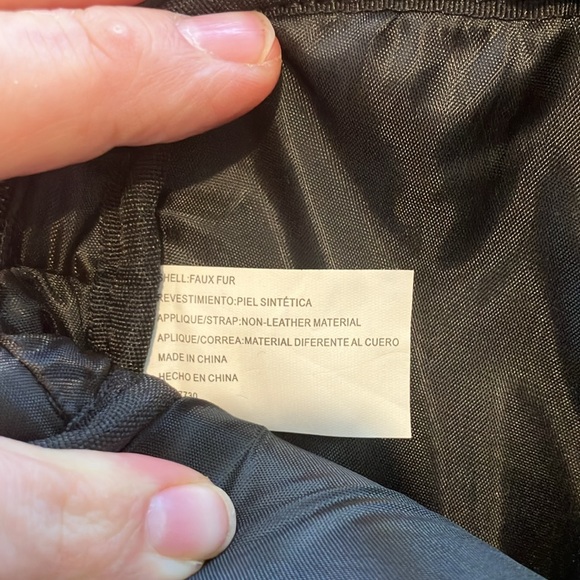 SHELL:FAUX FUR
REVESTIMIENTO:PIEL SINTÉTICA
APPLIQUE/STRAP:NON-LEATHER MATERIAL
APLIQUE/CORREA:MATERIAL DIFERENTE AL CUERO
MADE IN CHINA
HECHO EN CHINA